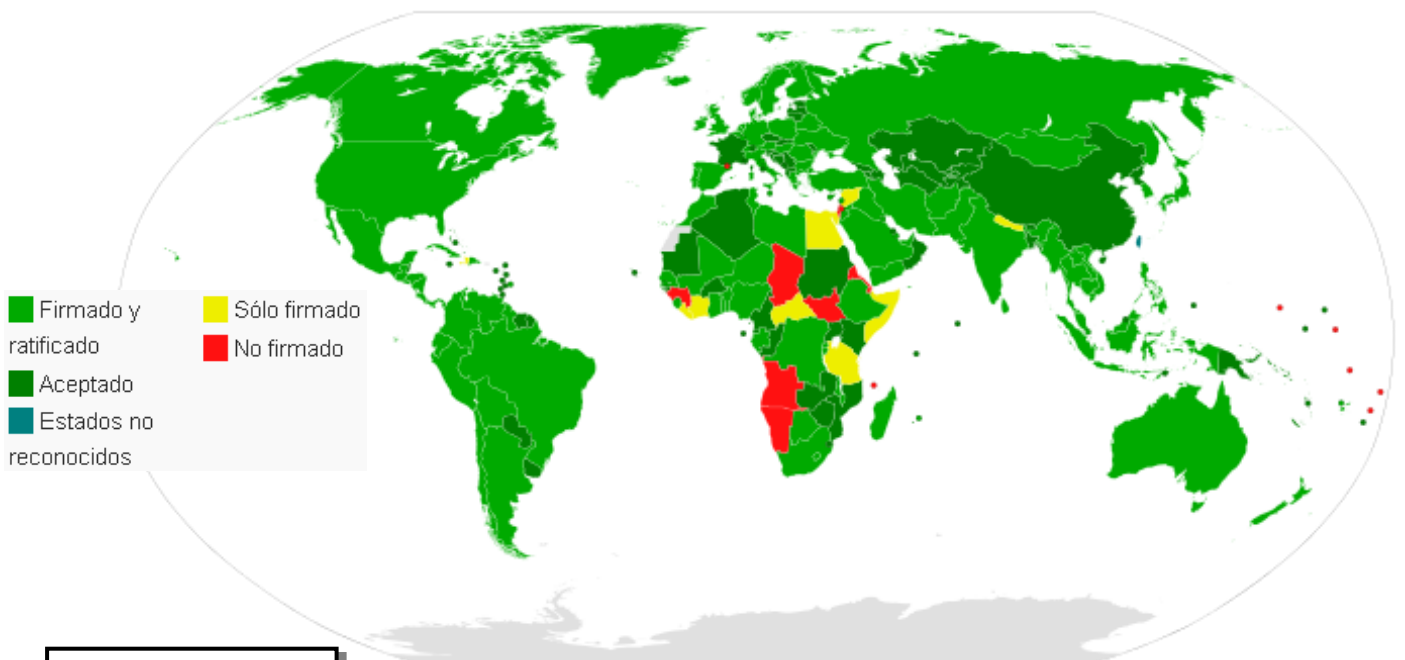 Firmado y
ratificado
Aceptado
Estados no
reconocidos
Sólo firmado
No firmado